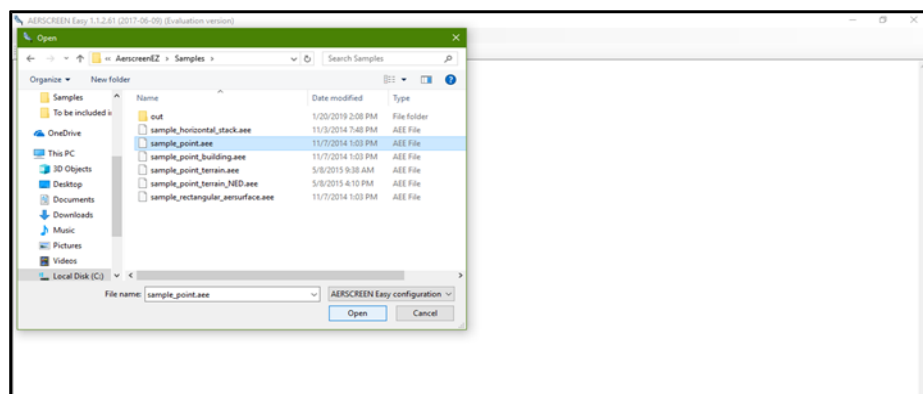 AERSCREEN Easy 1.1.2.61 (2017-06-09) (Evaluation version)
Open
« AerscreenEZ > Samples >
Search Samples
Organize
New folder
Samples
To be included in
OneDrive
This PC
3D Objects
Desktop
Documents
Downloads
Music
Pictures
Videos
Local Disk (C:)
Name Date modified Type
out 1/20/2019 2:08 PM File folder
sample_horizontal_stack.aee 11/3/2014 7:48 PM AEE File
sample_point.aee 11/7/2014 1:03 PM AEE File
sample_point_building.aee 11/7/2014 1:03 PM AEE File
sample_point_terrain.aee 5/8/2015 9:38 AM AEE File
sample_point_terrain_NED.aee 5/8/2015 4:10 PM AEE File
sample_rectangular_aersurface.aee 11/7/2014 1:03 PM AEE File
File name: sample_point.aee
AERSCREEN Easy configuration
Open Cancel